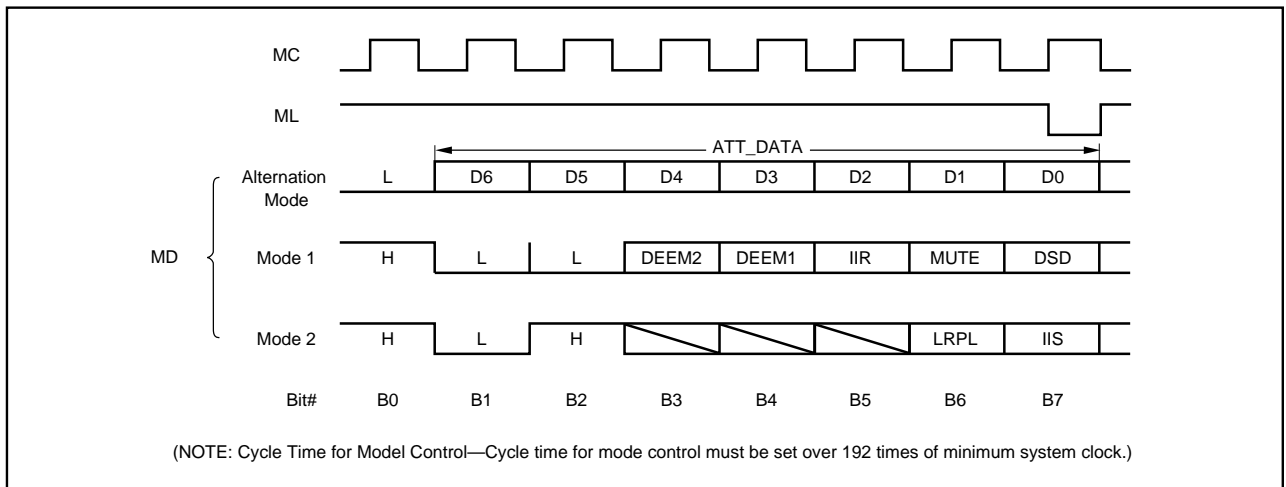 MC
ML
ATT_DATA
Alternation
Mode
L D6 D5 D4 D3 D2 D1 D0
MD
Mode 1 H L L DEEM2 DEEM1 IIR MUTE DSD
Mode 2 H L H LRPL IIS
Bit# B0 B1 B2 B3 B4 B5 B6 B7
(NOTE: Cycle Time for Model Control—Cycle time for mode control must be set over 192 times of minimum system clock.)